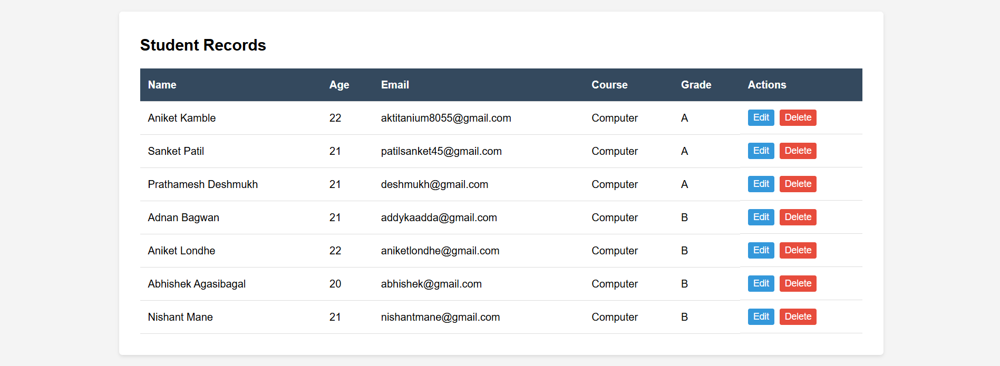 Student Records
Name Age Email Course Grade Actions
Aniket Kamble 22 aktitanium8055@gmail.com Computer A Edit Delete
Sanket Patil 21 patilsanket45@gmail.com Computer A Edit Delete
Prathamesh Deshmukh 21 deshmukh@gmail.com Computer A Edit Delete
Adnan Bagwan 21 addykaadda@gmail.com Computer B Edit Delete
Aniket Londhe 22 aniketlondhe@gmail.com Computer B Edit Delete
Abhishek Agasibagal 20 abhishek@gmail.com Computer B Edit Delete
Nishant Mane 21 nishantmane@gmail.com Computer B Edit Delete